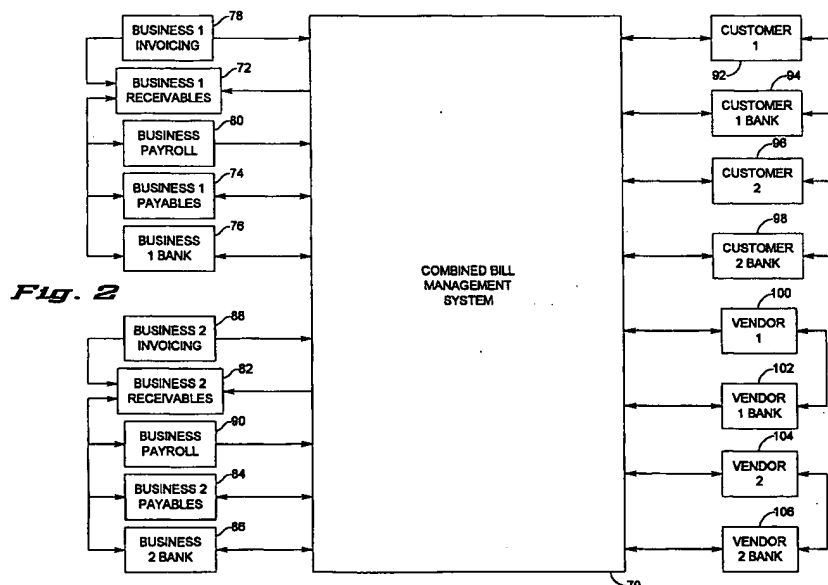 BUSINESS 1
INVOICING
78
BUSINESS 1
RECEIVABLES
72
BUSINESS
PAYROLL
80
BUSINESS 1
PAYABLES
74
BUSINESS
1 BANK
76
Fig. 2
BUSINESS 2
INVOICING
88
BUSINESS 2
RECEIVABLES
82
BUSINESS
PAYROLL
90
BUSINESS 2
PAYABLES
84
BUSINESS
2 BANK
86
COMBINED BILL
MANAGEMENT
SYSTEM
70
CUSTOMER
1
92
94
CUSTOMER
1 BANK
96
CUSTOMER
2
98
CUSTOMER
2 BANK
100
VENDOR
1
102
VENDOR
1 BANK
104
VENDOR
2
106
VENDOR
2 BANK